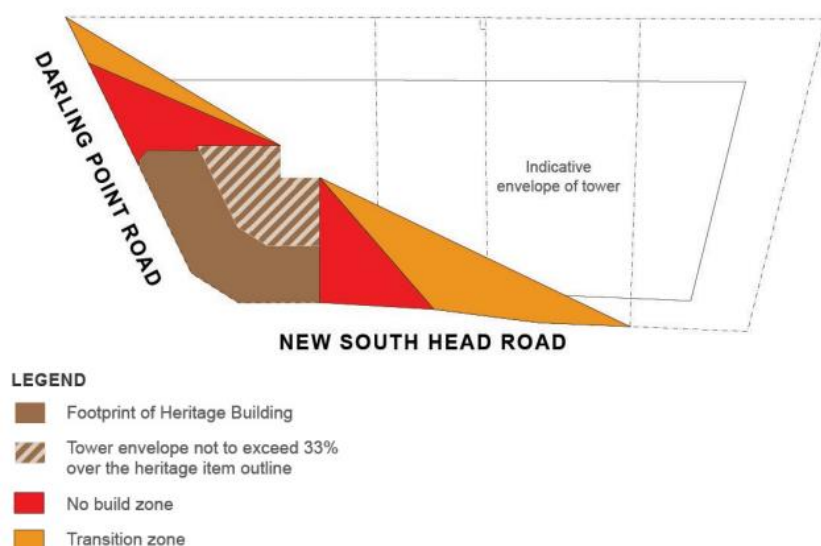 DARLING POINT ROAD
Indicative
envelope of tower
NEW SOUTH HEAD ROAD
LEGEND
Footprint of Heritage Building
Tower envelope not to exceed 33%
over the heritage item outline
No build zone
Transition zone